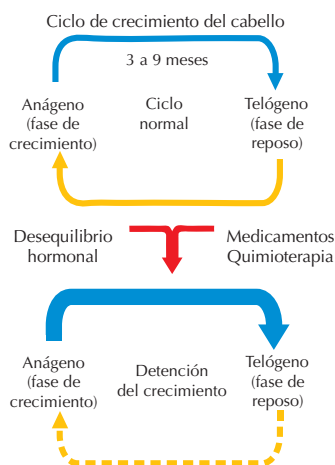 Ciclo de crecimiento del cabello
3 a 9 meses
Anágeno
(fase de
crecimiento)
Ciclo
normal
Telógeno
(fase de
reposo)
Desequilibrio
hormonal
Medicamentos
Quimioterapia
Anágeno
(fase de
crecimiento)
Detención
del crecimiento
Telógeno
(fase de
reposo)